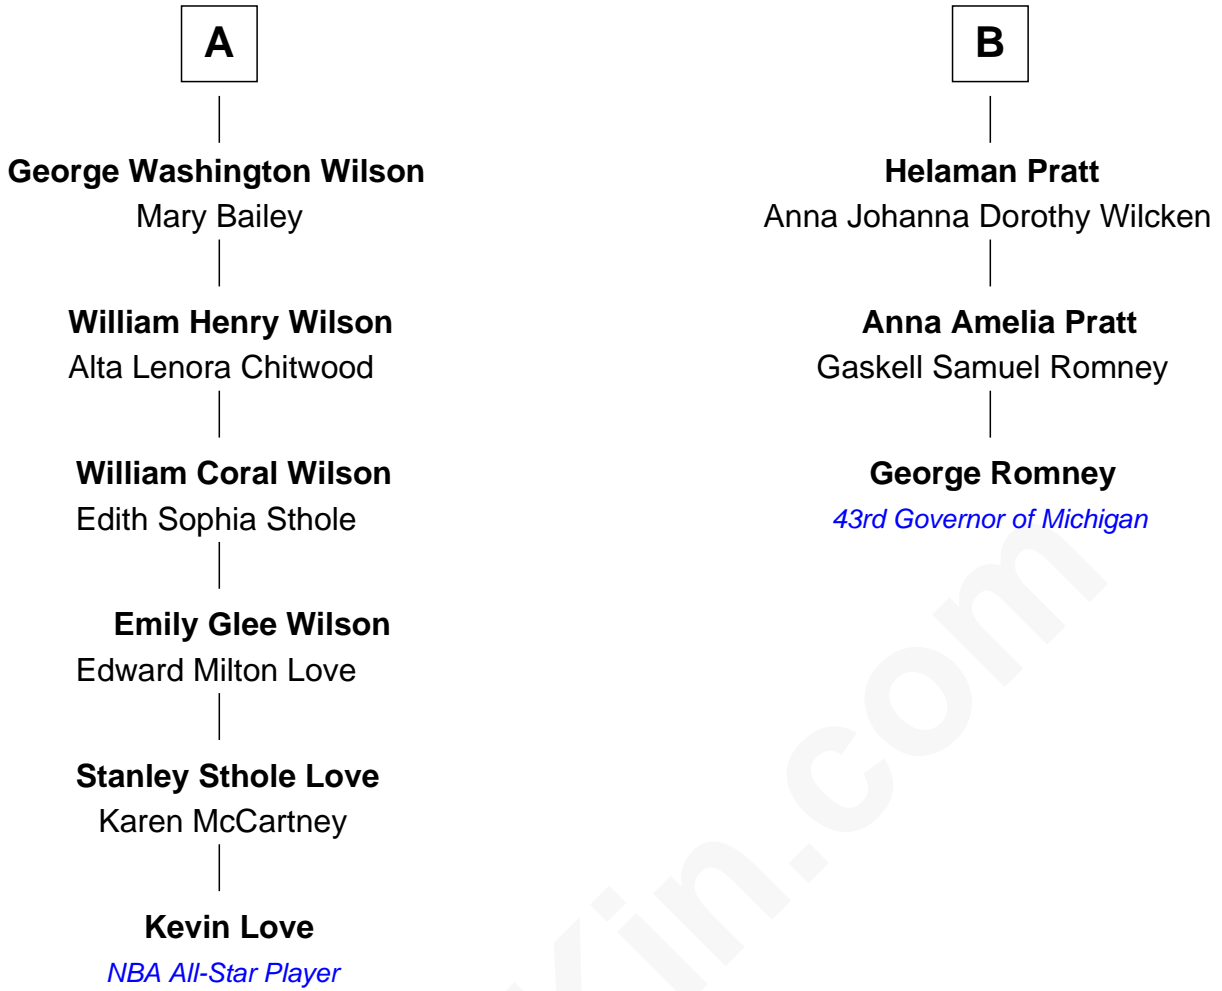 A
George Washington Wilson
Mary Bailey
William Henry Wilson
Alta Lenora Chitwood
William Coral Wilson
Edith Sophia Sthole
Emily Glee Wilson
Edward Milton Love
Stanley Sthole Love
Karen McCartney
Kevin Love
NBA All-Star Player
B
Helaman Pratt
Anna Johanna Dorothy Wilcken
Anna Amelia Pratt
Gaskell Samuel Romney
George Romney
43rd Governor of Michigan
Kin.com